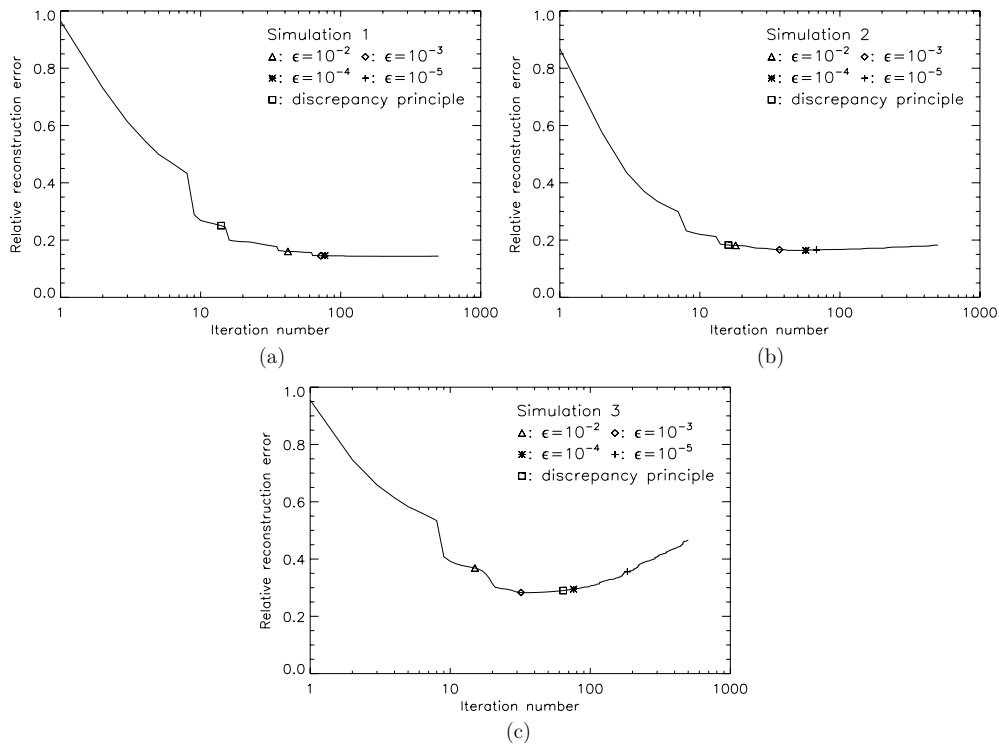 Simulation 1
△: ϵ=10⁻² ◇: ϵ=10⁻³
⁎: ϵ=10⁻⁴ +: ϵ=10⁻⁵
□: discrepancy principle
Relative reconstruction error
1.0
0.8
0.6
0.4
0.2
0.0
1 10 100 1000
Iteration number
(a)
Simulation 2
△: ϵ=10⁻² ◇: ϵ=10⁻³
⁎: ϵ=10⁻⁴ +: ϵ=10⁻⁵
□: discrepancy principle
Relative reconstruction error
1.0
0.8
0.6
0.4
0.2
0.0
1 10 100 1000
Iteration number
(b)
Simulation 3
△: ϵ=10⁻² ◇: ϵ=10⁻³
⁎: ϵ=10⁻⁴ +: ϵ=10⁻⁵
□: discrepancy principle
Relative reconstruction error
1.0
0.8
0.6
0.4
0.2
0.0
1 10 100 1000
Iteration number
(c)